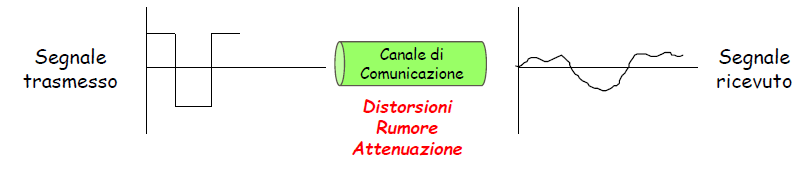 Segnale
trasmesso
Canale di
Comunicazione
Distorsioni
Rumore
Attenuazione
Segnale
ricevuto